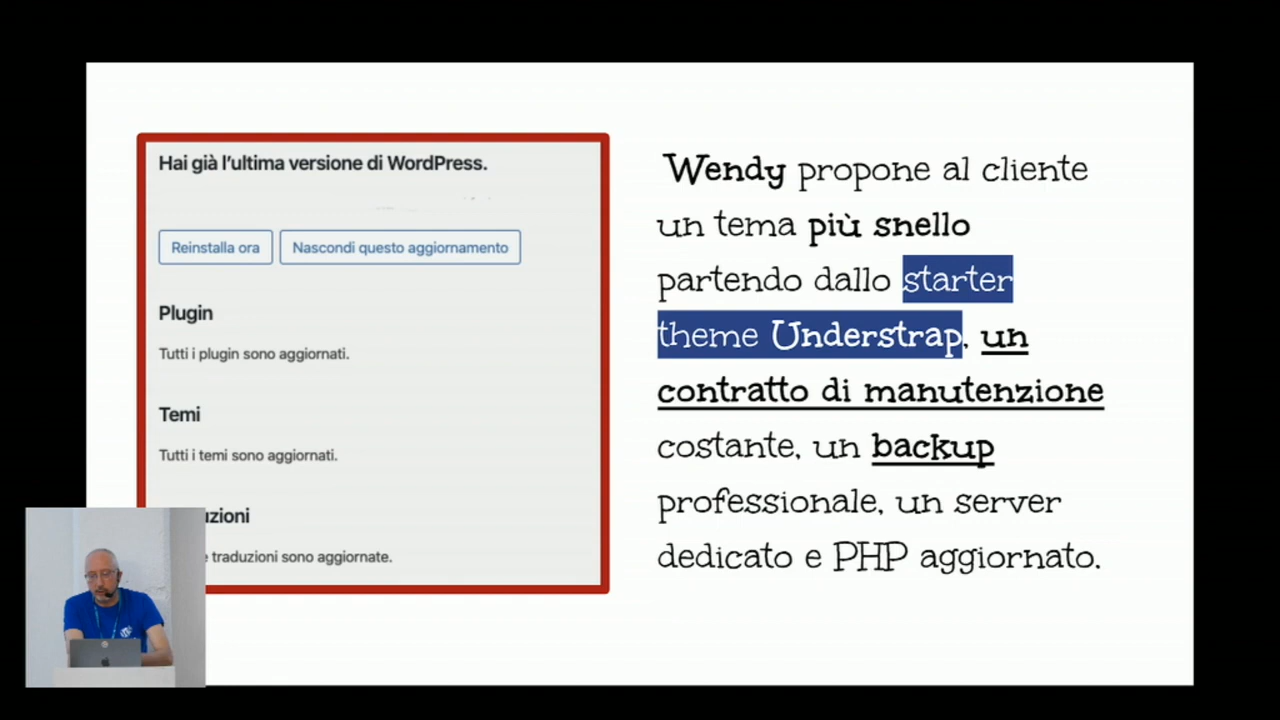 Hai già l'ultima versione di WordPress.
Reinstalla ora
Nascondi questo aggiornamento
Plugin
Tutti i plugin sono aggiornati.
Temi
Tutti i temi sono aggiornati.
traduzioni sono aggiornate.
Wendy propone al cliente
un tema più snello
partendo dallo starter
theme Understrap, un
contratto di manutenzione
costante, un backup
professionale, un server
dedicato e PHP aggiornato.